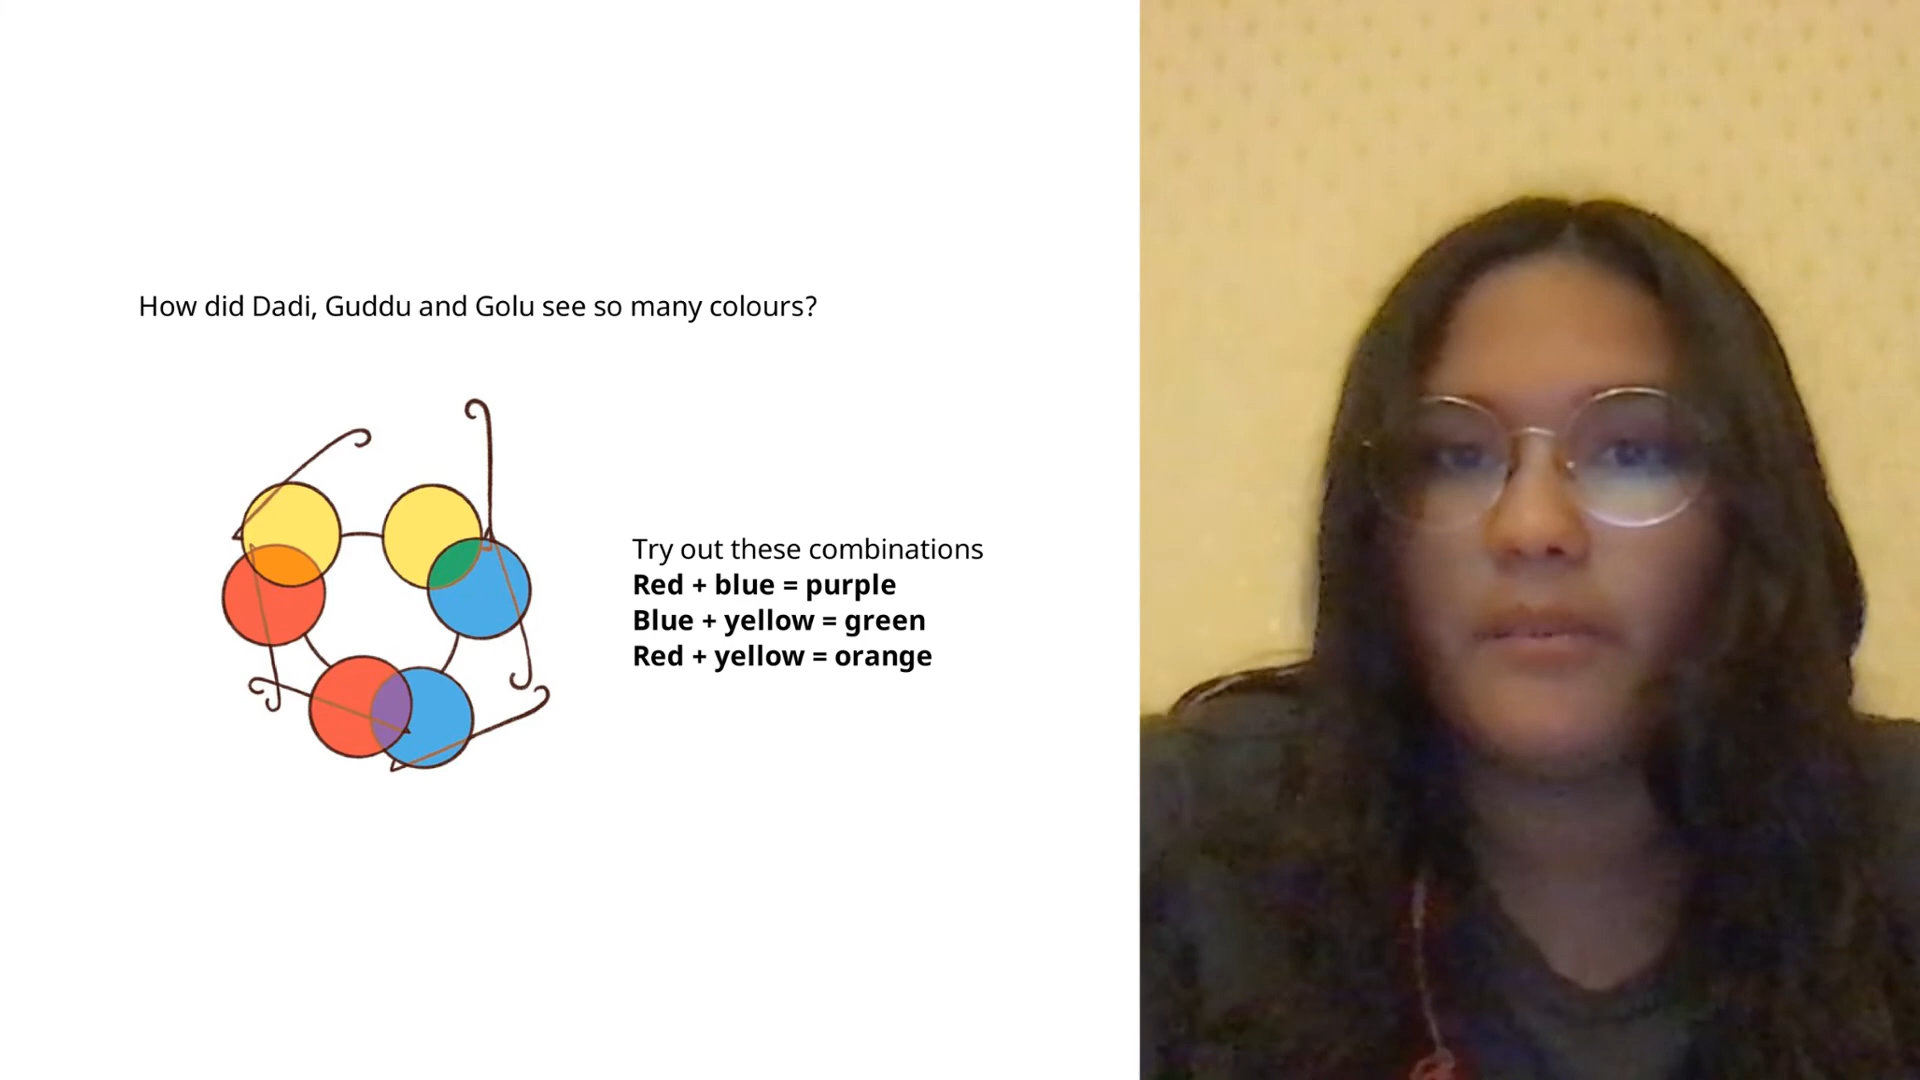 How did Dadi, Guddu and Golu see so many colours?
Try out these combinations
Red + blue = purple
Blue + yellow = green
Red + yellow = orange